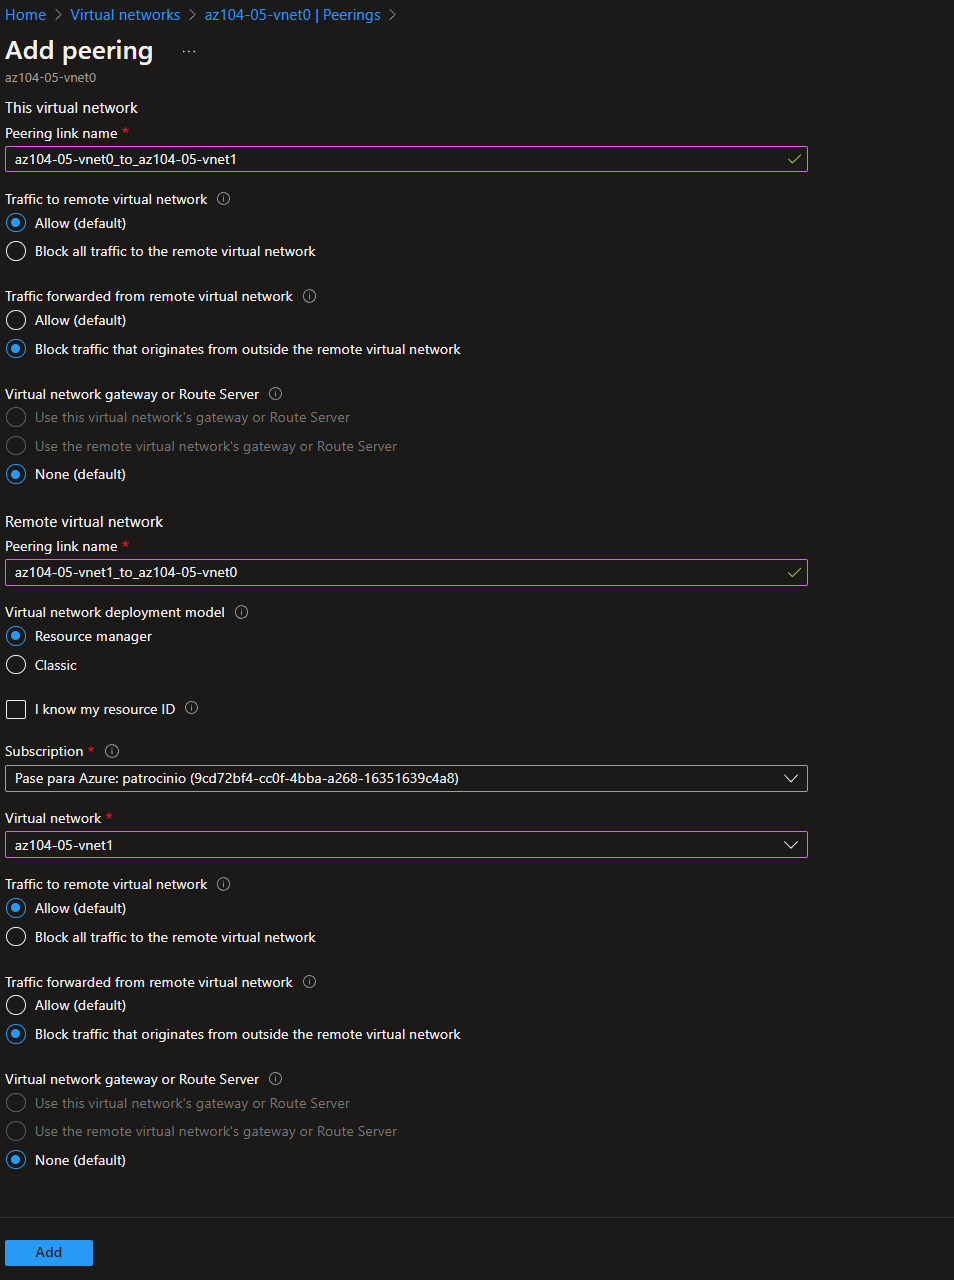 Home > Virtual networks > az104-05-vnet0 | Peerings >
Add peering ...
az104-05-vnet0
This virtual network
Peering link name *
az104-05-vnet0_to_az104-05-vnet1
Traffic to remote virtual network
Allow (default)
Block all traffic to the remote virtual network
Traffic forwarded from remote virtual network
Allow (default)
Block traffic that originates from outside the remote virtual network
Virtual network gateway or Route Server
Use this virtual network's gateway or Route Server
Use the remote virtual network's gateway or Route Server
None (default)
Remote virtual network
Peering link name *
az104-05-vnet1_to_az104-05-vnet0
Virtual network deployment model
Resource manager
Classic
I know my resource ID
Subscription *
Pase para Azure: patrocinio (9cd72bf4-cc0f-4bba-a268-16351639c4a8)
Virtual network *
az104-05-vnet1
Traffic to remote virtual network
Allow (default)
Block all traffic to the remote virtual network
Traffic forwarded from remote virtual network
Allow (default)
Block traffic that originates from outside the remote virtual network
Virtual network gateway or Route Server
Use this virtual network's gateway or Route Server
Use the remote virtual network's gateway or Route Server
None (default)
Add